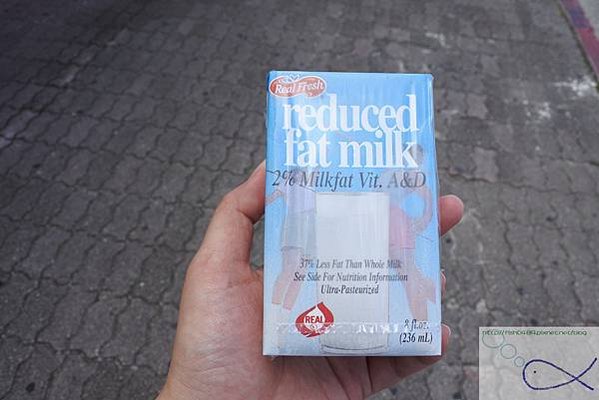 Real Fresh
reduced
fat milk
2% Milkfat Vit. A&D
37% Less Fat Than Whole Milk
See Side For Nutrition Information
Ultra-Pasteurized
REAL
8 fl.oz.
(236 mL)